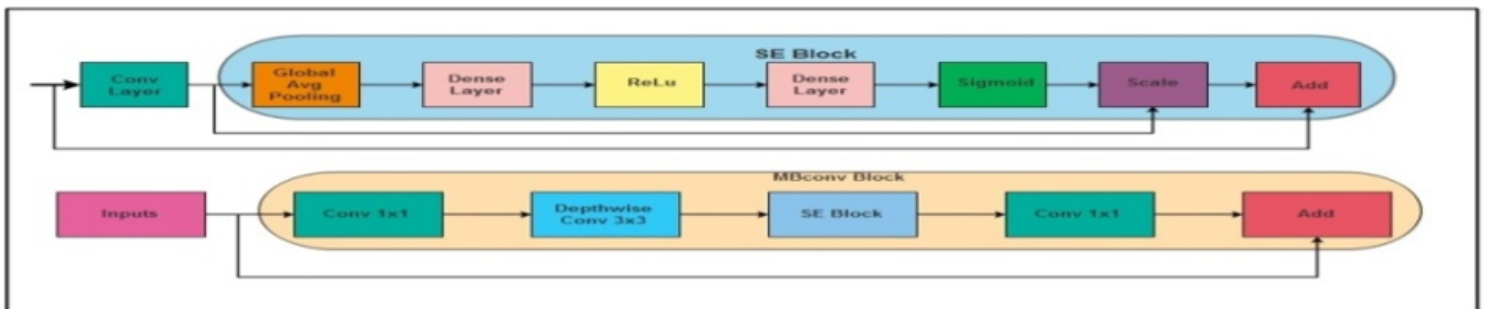 SE Block
Conv
Layer
Global
Avg
Pooling
Dense
Layer
ReLu
Dense
Layer
Sigmoid
Scale
Add
MBconv Block
Inputs
Conv 1x1
Depthwise
Conv 3x3
SE Block
Conv 1x1
Add